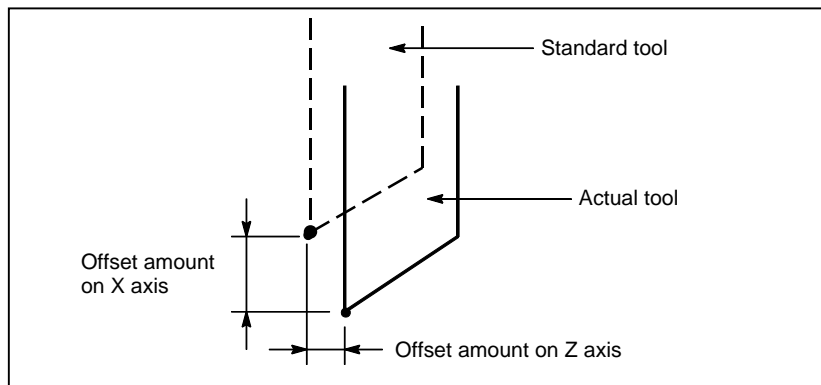 Standard tool
Actual tool
Offset amount
on X axis
Offset amount on Z axis